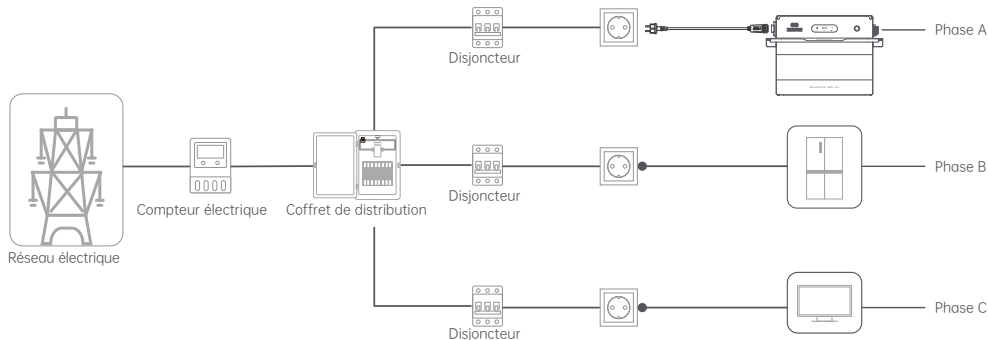 Disjoncteur
Phase A
Réseau électrique
Compteur électrique
Coffret de distribution
Disjoncteur
Phase B
Disjoncteur
Phase C